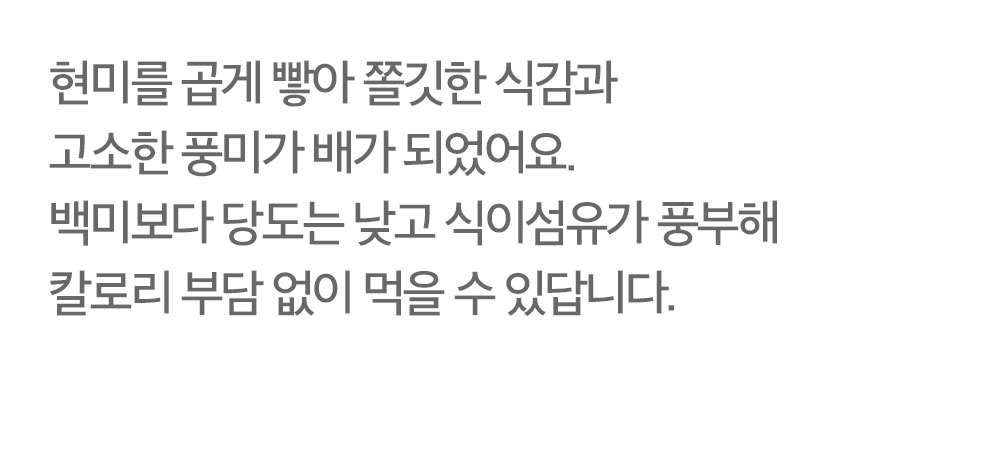 현미를 곱게 빻아 쫄깃한 식감과
고소한 풍미가 배가 되었어요.
백미보다 당도는 낮고 식이섬유가 풍부해
칼로리 부담 없이 먹을 수 있답니다.